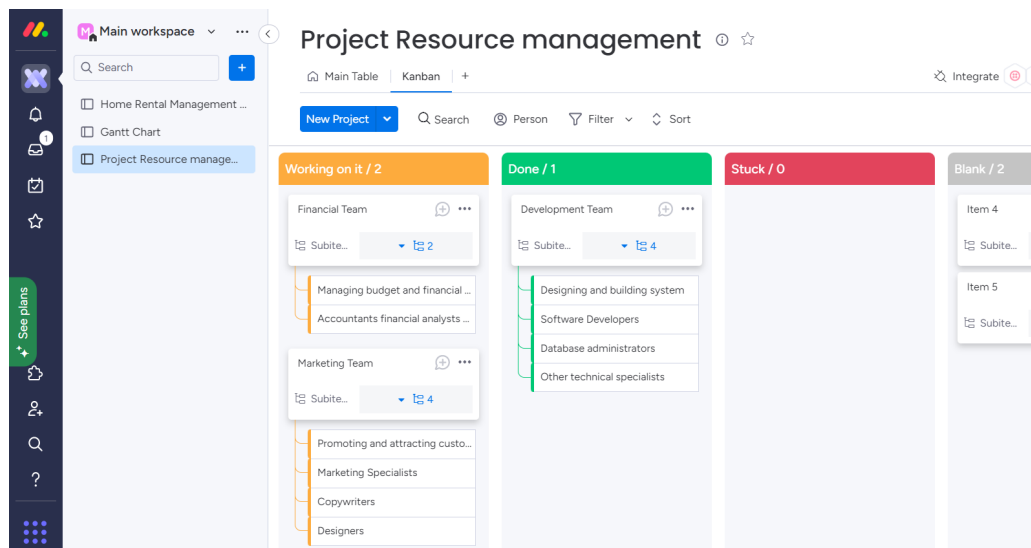 Main workspace
Search
Home Rental Management ...
Gantt Chart
Project Resource manage...
1
See plans
Project Resource management
Main Table
Kanban
+
Integrate
New Project
Search
Person
Filter
Sort
Working on it / 2
Financial Team
Subite...
2
Managing budget and financial ...
Accountants financial analysts ...
Marketing Team
Subite...
4
Promoting and attracting custo...
Marketing Specialists
Copywriters
Designers
Done / 1
Development Team
Subite...
4
Designing and building system
Software Developers
Database administrators
Other technical specialists
Stuck / 0
Blank / 2
Item 4
Subite...
Item 5
Subite...